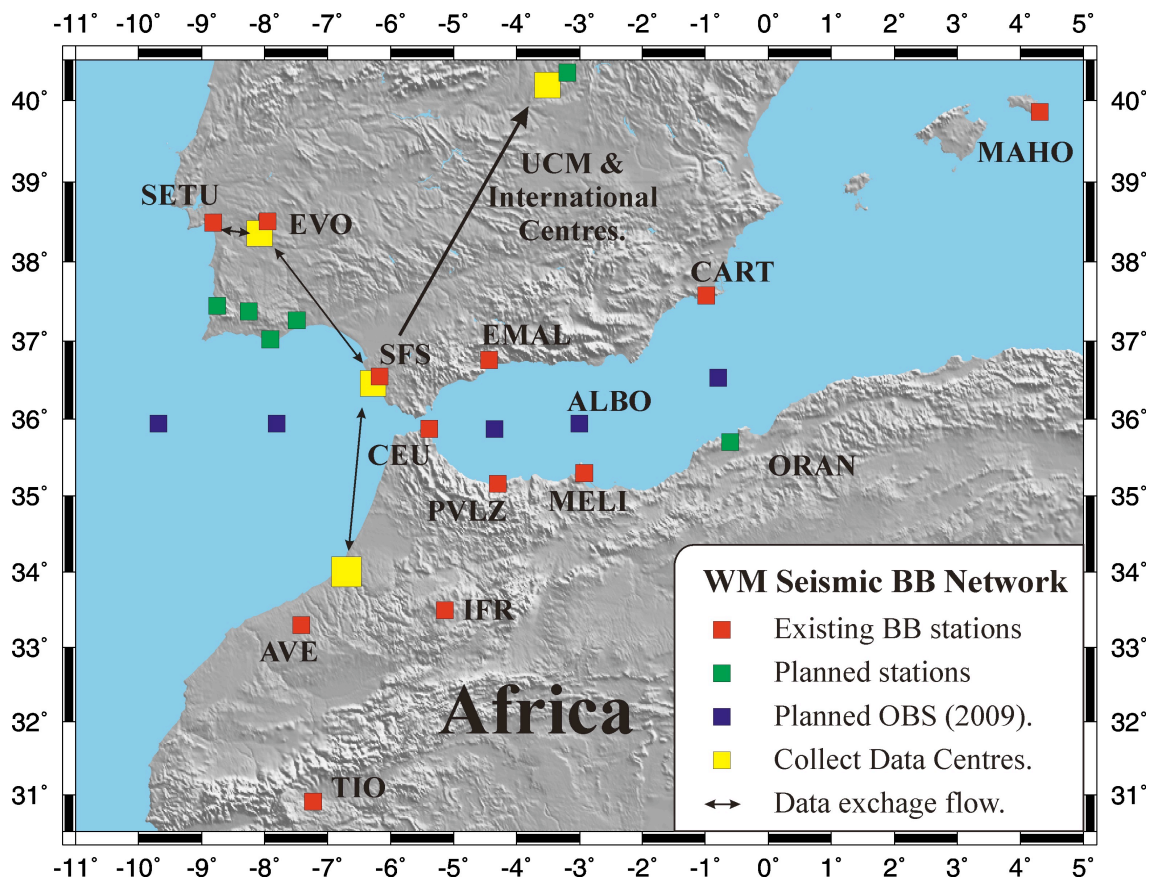 -11˚ -10˚ -9˚ -8˚ -7˚ -6˚ -5˚ -4˚ -3˚ -2˚ -1˚ 0˚ 1˚ 2˚ 3˚ 4˚ 5˚
40˚ 40˚
MAHO
UCM &
International
Centres.
39˚ 39˚
SETU
EVO
38˚ 38˚
CART
37˚ 37˚
EMAL
SFS
ALBO
36˚ 36˚
CEU
ORAN
35˚ 35˚
PVLZ
MELI
34˚ 34˚
IFR
33˚ 33˚
AVE
Africa
32˚ 32˚
TIO
31˚ 31˚
WM Seismic BB Network
Existing BB stations
Planned stations
Planned OBS (2009).
Collect Data Centres.
Data exchage flow.
-11˚ -10˚ -9˚ -8˚ -7˚ -6˚ -5˚ -4˚ -3˚ -2˚ -1˚ 0˚ 1˚ 2˚ 3˚ 4˚ 5˚